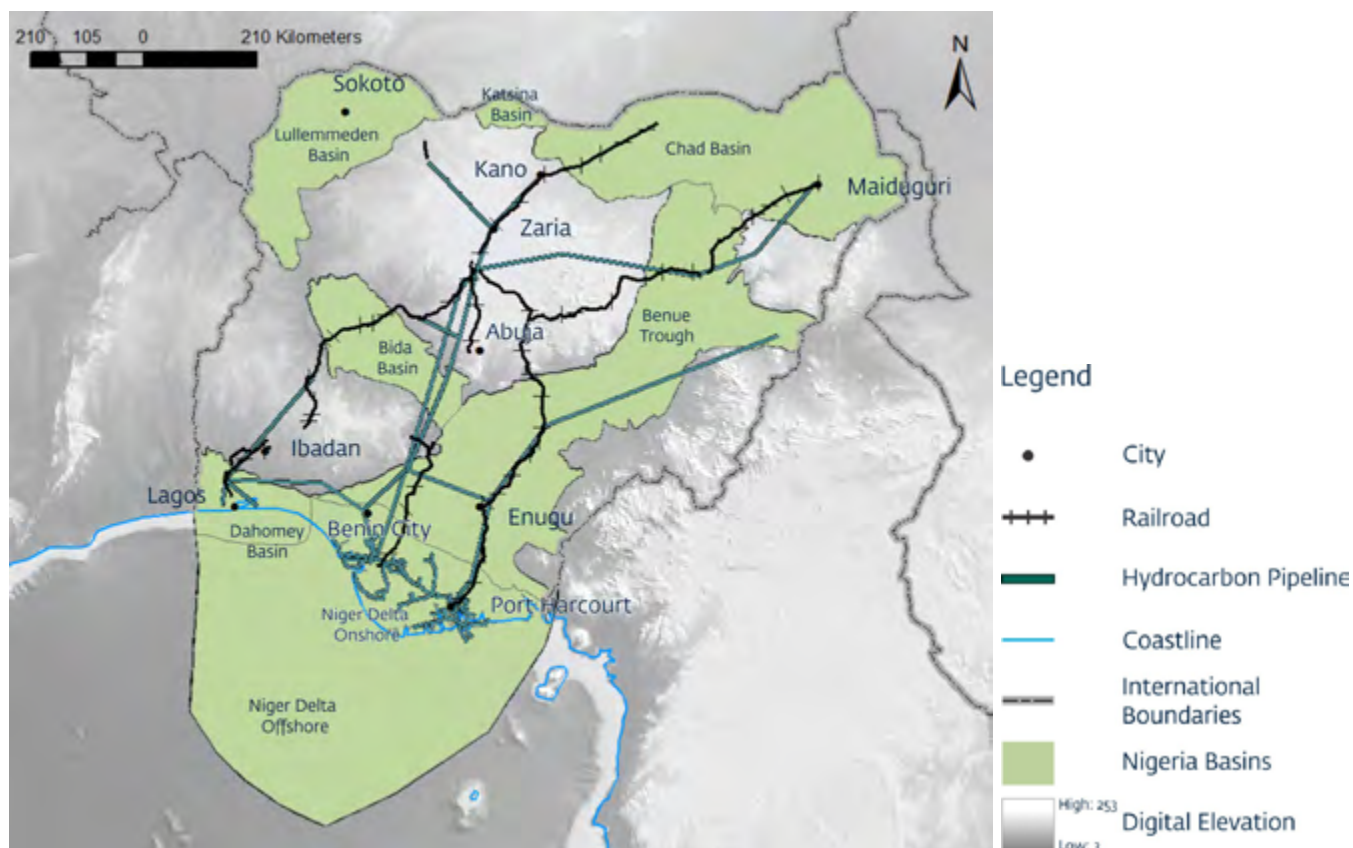 210 105 0 210 Kilometers
N
Sokoto
Katsina
Basin
Lullemmeden
Basin
Chad Basin
Kano
Maiduguri
Zaria
Benue
Trough
Abuja
Bida
Basin
Ibadan
Lagos
Enugu
Benin City
Dahomey
Basin
Port Harcourt
Niger Delta
Onshore
Niger Delta
Offshore
Legend
City
Railroad
Hydrocarbon Pipeline
Coastline
International
Boundaries
Nigeria Basins
High: 253
Digital Elevation